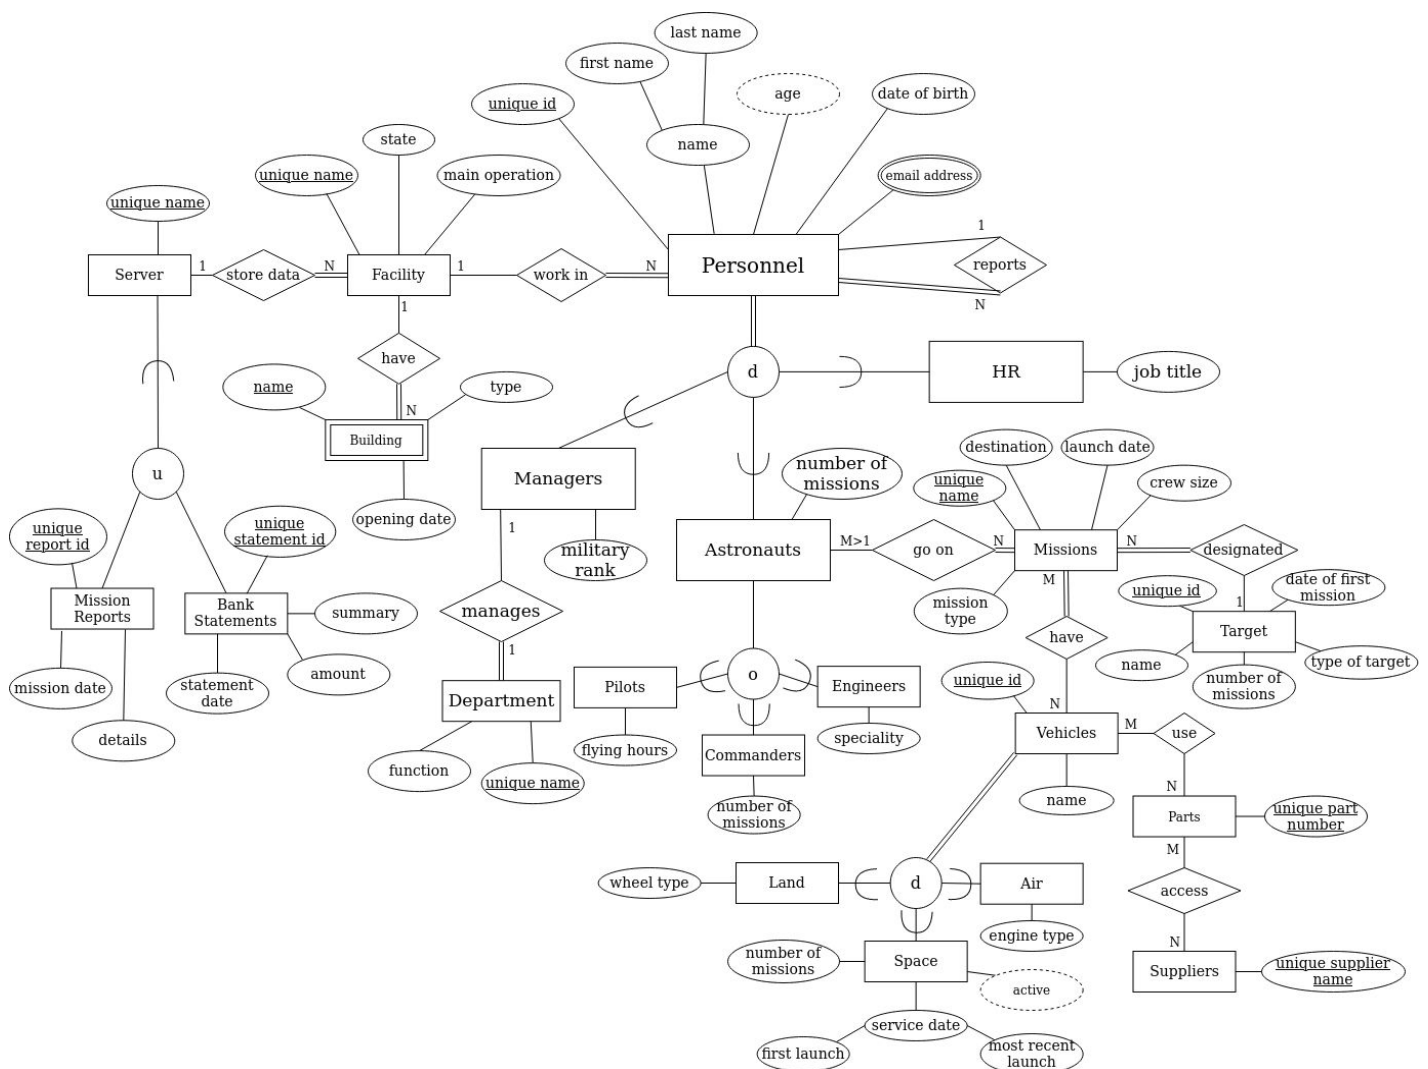 last name
first name
unique id
age
date of birth
state
name
unique name
main operation
email address
unique name
1
Server
1
store data
N
Facility
1
work in
N
Personnel
reports
N
1
have
d
HR
job title
name
type
N
Building
Managers
number of
missions
destination
launch date
unique
name
crew size
u
opening date
unique
report id
unique
statement id
1
military
rank
Astronauts
M>1
go on
N
Missions
N
designated
M
mission
type
unique id
date of first
mission
1
Target
name
type of target
number of
missions
Mission
Reports
Bank
Statements
summary
manages
have
mission date
statement
date
amount
1
Department
Pilots
o
Engineers
unique id
N
Vehicles
M
use
details
function
unique name
flying hours
Commanders
speciality
name
N
number of
missions
Parts
unique part
number
M
wheel type
Land
d
Air
access
engine type
N
number of
missions
Space
active
Suppliers
unique supplier
name
service date
first launch
most recent
launch